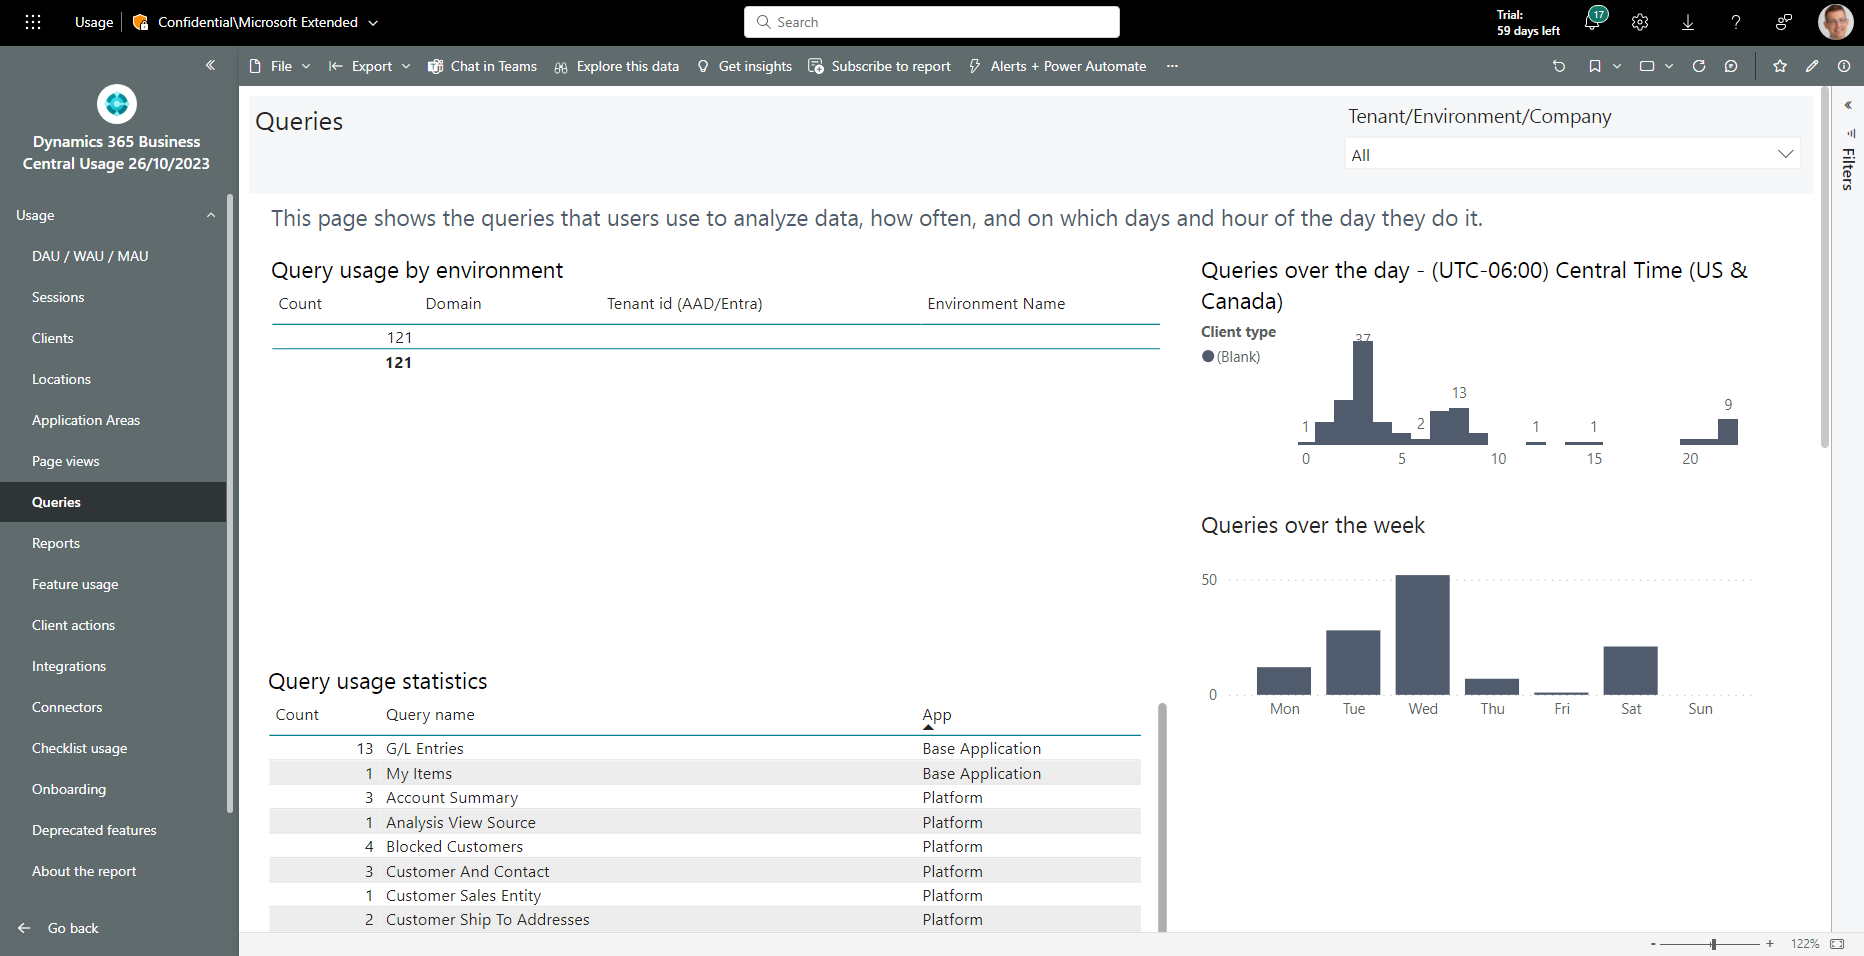 Usage
Confidential\Microsoft Extended
Search
Trial:
59 days left
17
?
Dynamics 365 Business
Central Usage 26/10/2023
Usage
DAU / WAU / MAU
Sessions
Clients
Locations
Application Areas
Page views
Queries
Reports
Feature usage
Client actions
Integrations
Connectors
Checklist usage
Onboarding
Deprecated features
About the report
Go back
File
Export
Chat in Teams
Explore this data
Get insights
Subscribe to report
Alerts + Power Automate
...
Queries
Tenant/Environment/Company
All
Filters
This page shows the queries that users use to analyze data, how often, and on which days and hour of the day they do it.
Query usage by environment
Count Domain Tenant id (AAD/Entra) Environment Name
121
121
Queries over the day - (UTC-06:00) Central Time (US &
Canada)
Client type
(Blank)
1 37 2 13 1 1 9
0 5 10 15 20
Queries over the week
50
0
Mon Tue Wed Thu Fri Sat Sun
Query usage statistics
Count Query name App
13 G/L Entries Base Application
1 My Items Base Application
3 Account Summary Platform
1 Analysis View Source Platform
4 Blocked Customers Platform
3 Customer And Contact Platform
1 Customer Sales Entity Platform
2 Customer Ship To Addresses Platform
- + 122%